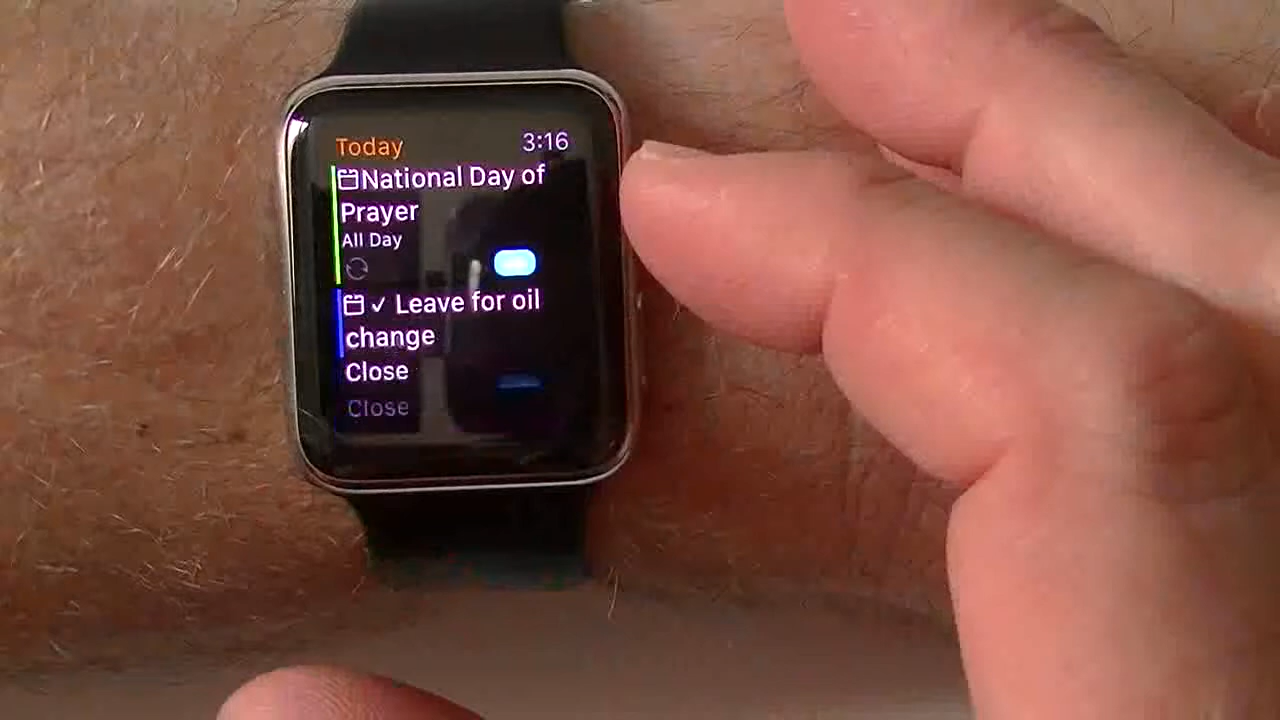 Today 3:16
National Day of
Prayer
All Day
✓ Leave for oil
change
Close
Close